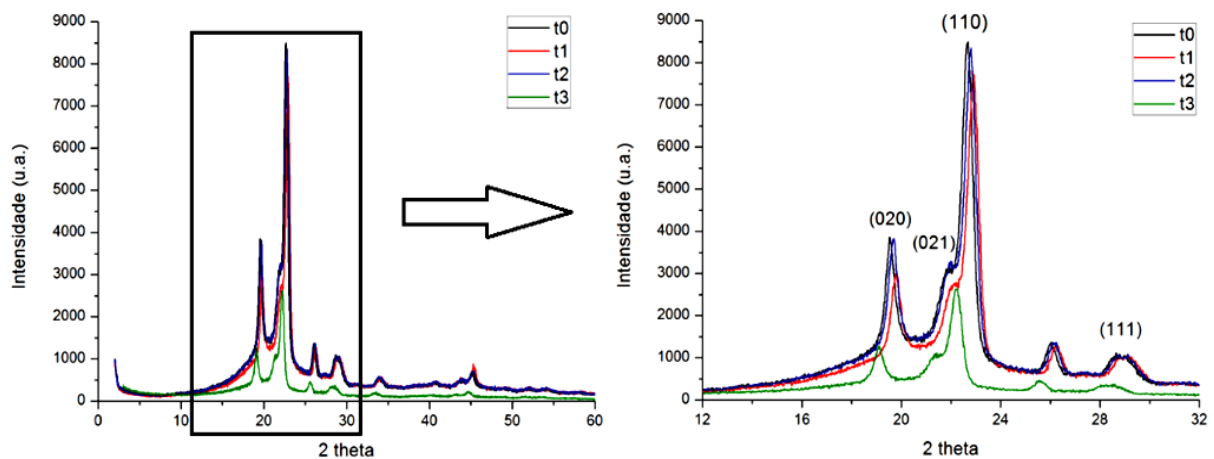 9000
8000
7000
6000
5000
4000
3000
2000
1000
0
Intensidade (u.a.)
0 10 20 30 40 50 60
2 theta
t0
t1
t2
t3
9000
8000
7000
6000
5000
4000
3000
2000
1000
0
Intensidade (u.a.)
12 16 20 24 28 32
2 theta
(110)
(020)
(021)
(111)
t0
t1
t2
t3